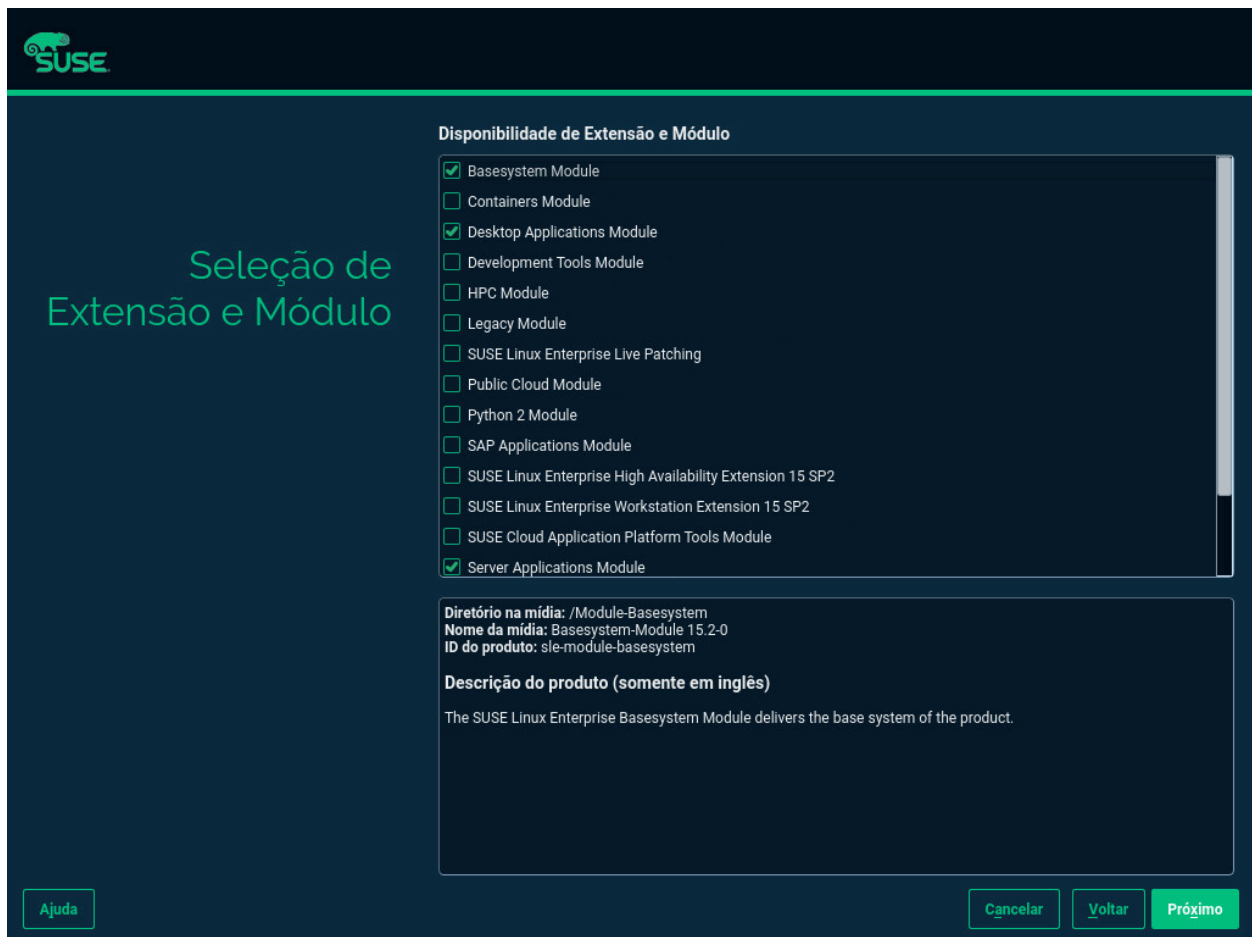 SUSE
Disponibilidade de Extensão e Módulo
Basesystem Module
Containers Module
Desktop Applications Module
Seleção de
Extensão e Módulo
Development Tools Module
HPC Module
Legacy Module
SUSE Linux Enterprise Live Patching
Public Cloud Module
Python 2 Module
SAP Applications Module
SUSE Linux Enterprise High Availability Extension 15 SP2
SUSE Linux Enterprise Workstation Extension 15 SP2
SUSE Cloud Application Platform Tools Module
Server Applications Module
Diretório na mídia: /Module-Basesystem
Nome da mídia: Basesystem-Module 15.2-0
ID do produto: sle-module-basesystem
Descrição do produto (somente em inglês)
The SUSE Linux Enterprise Basesystem Module delivers the base system of the product.
Ajuda
Cancelar
Voltar
Próximo